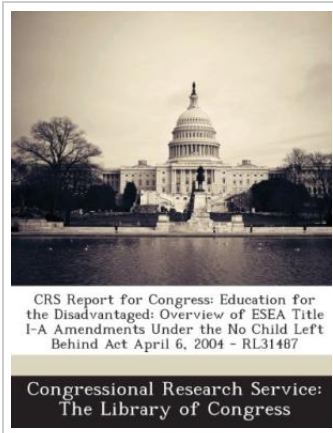 CRS Report for Congress: Education for
the Disadvantaged: Overview of ESEA Title
I-A Amendments Under the No Child Left
Behind Act April 6, 2004 - RL31487
Congressional Research Service:
The Library of Congress